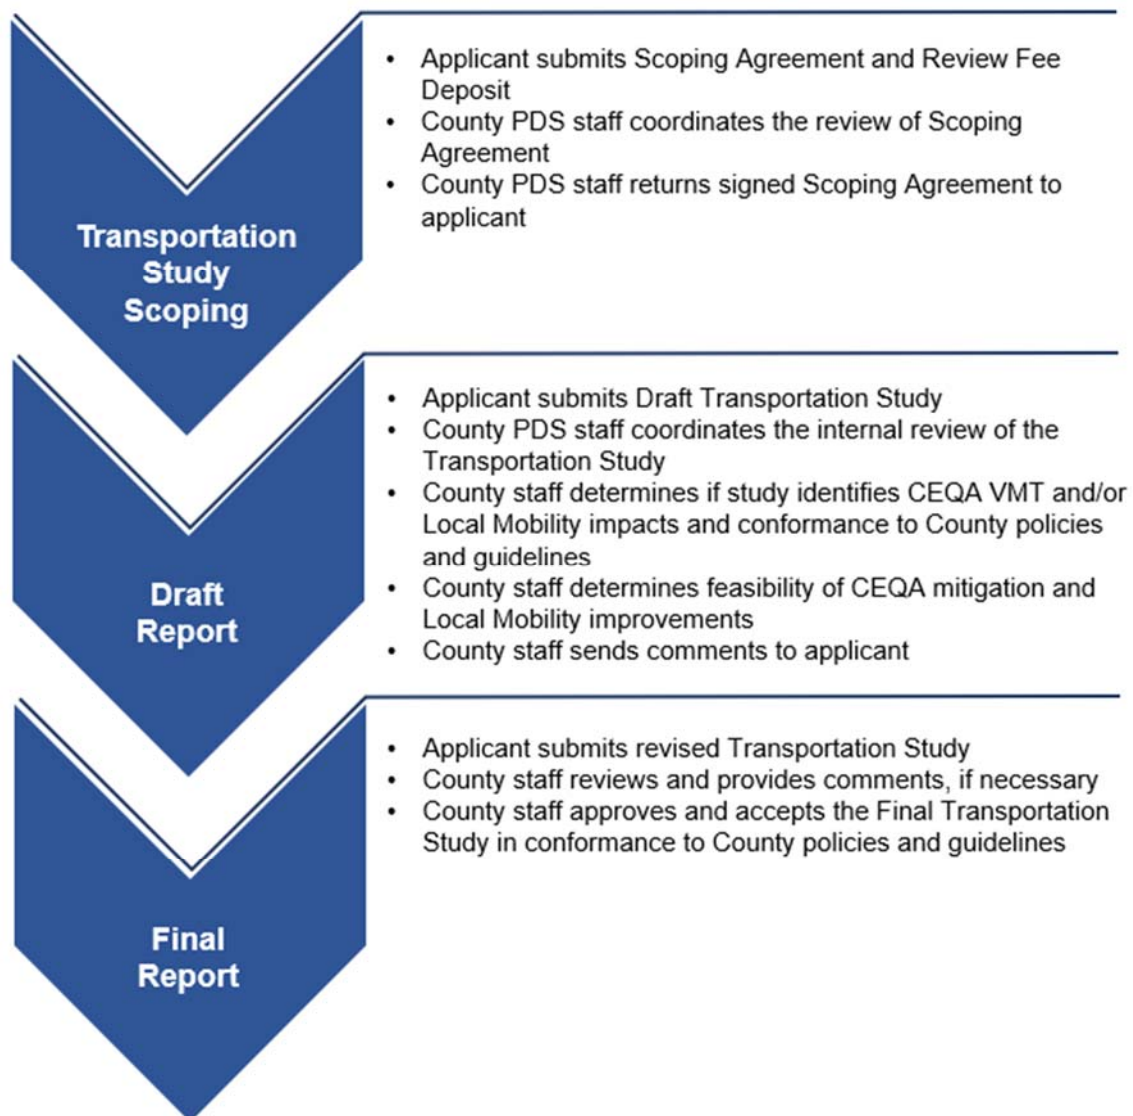 Transportation
Study
Scoping
• Applicant submits Scoping Agreement and Review Fee
Deposit
• County PDS staff coordinates the review of Scoping
Agreement
• County PDS staff returns signed Scoping Agreement to
applicant
Draft
Report
• Applicant submits Draft Transportation Study
• County PDS staff coordinates the internal review of the
Transportation Study
• County staff determines if study identifies CEQA VMT and/or
Local Mobility impacts and conformance to County policies
and guidelines
• County staff determines feasibility of CEQA mitigation and
Local Mobility improvements
• County staff sends comments to applicant
Final
Report
• Applicant submits revised Transportation Study
• County staff reviews and provides comments, if necessary
• County staff approves and accepts the Final Transportation
Study in conformance to County policies and guidelines